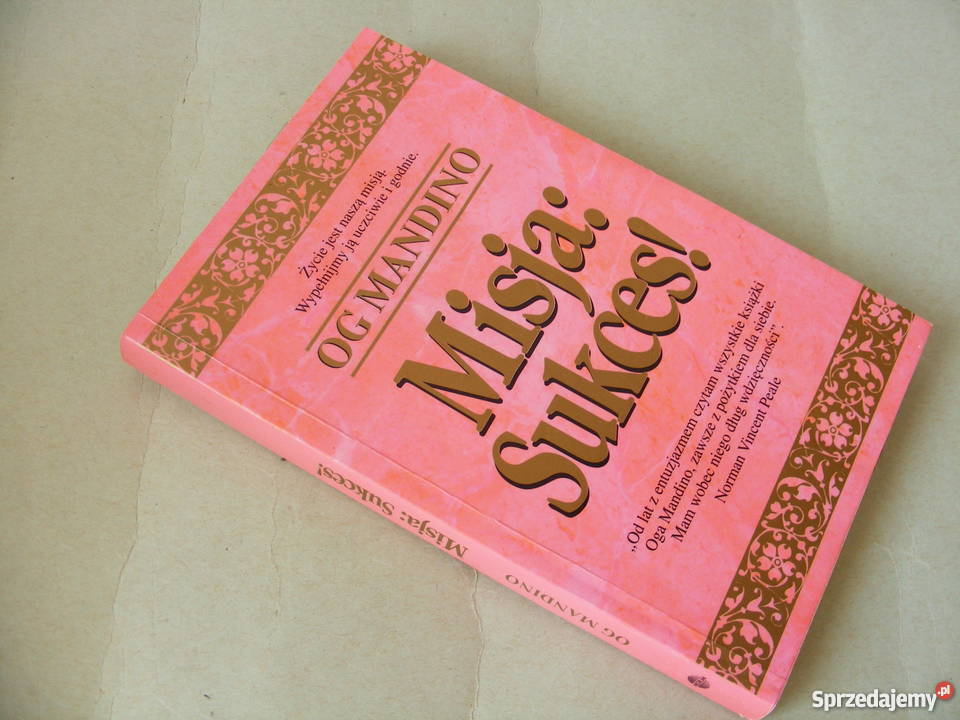 Życie jest naszą misją.
Wypełnijmy ją uczciwie i godnie.
OG MANDINO
Misja:
Sukces!
„Od lat z entuzjazmem czytam wszystkie książki
Oga Mandino, zawsze z pożytkiem dla siebie.
Mam wobec niego dług wdzięczności”.
Norman Vincent Peale
Misja: Sukces!
OG MANDINO
Sprzedajemy.pl